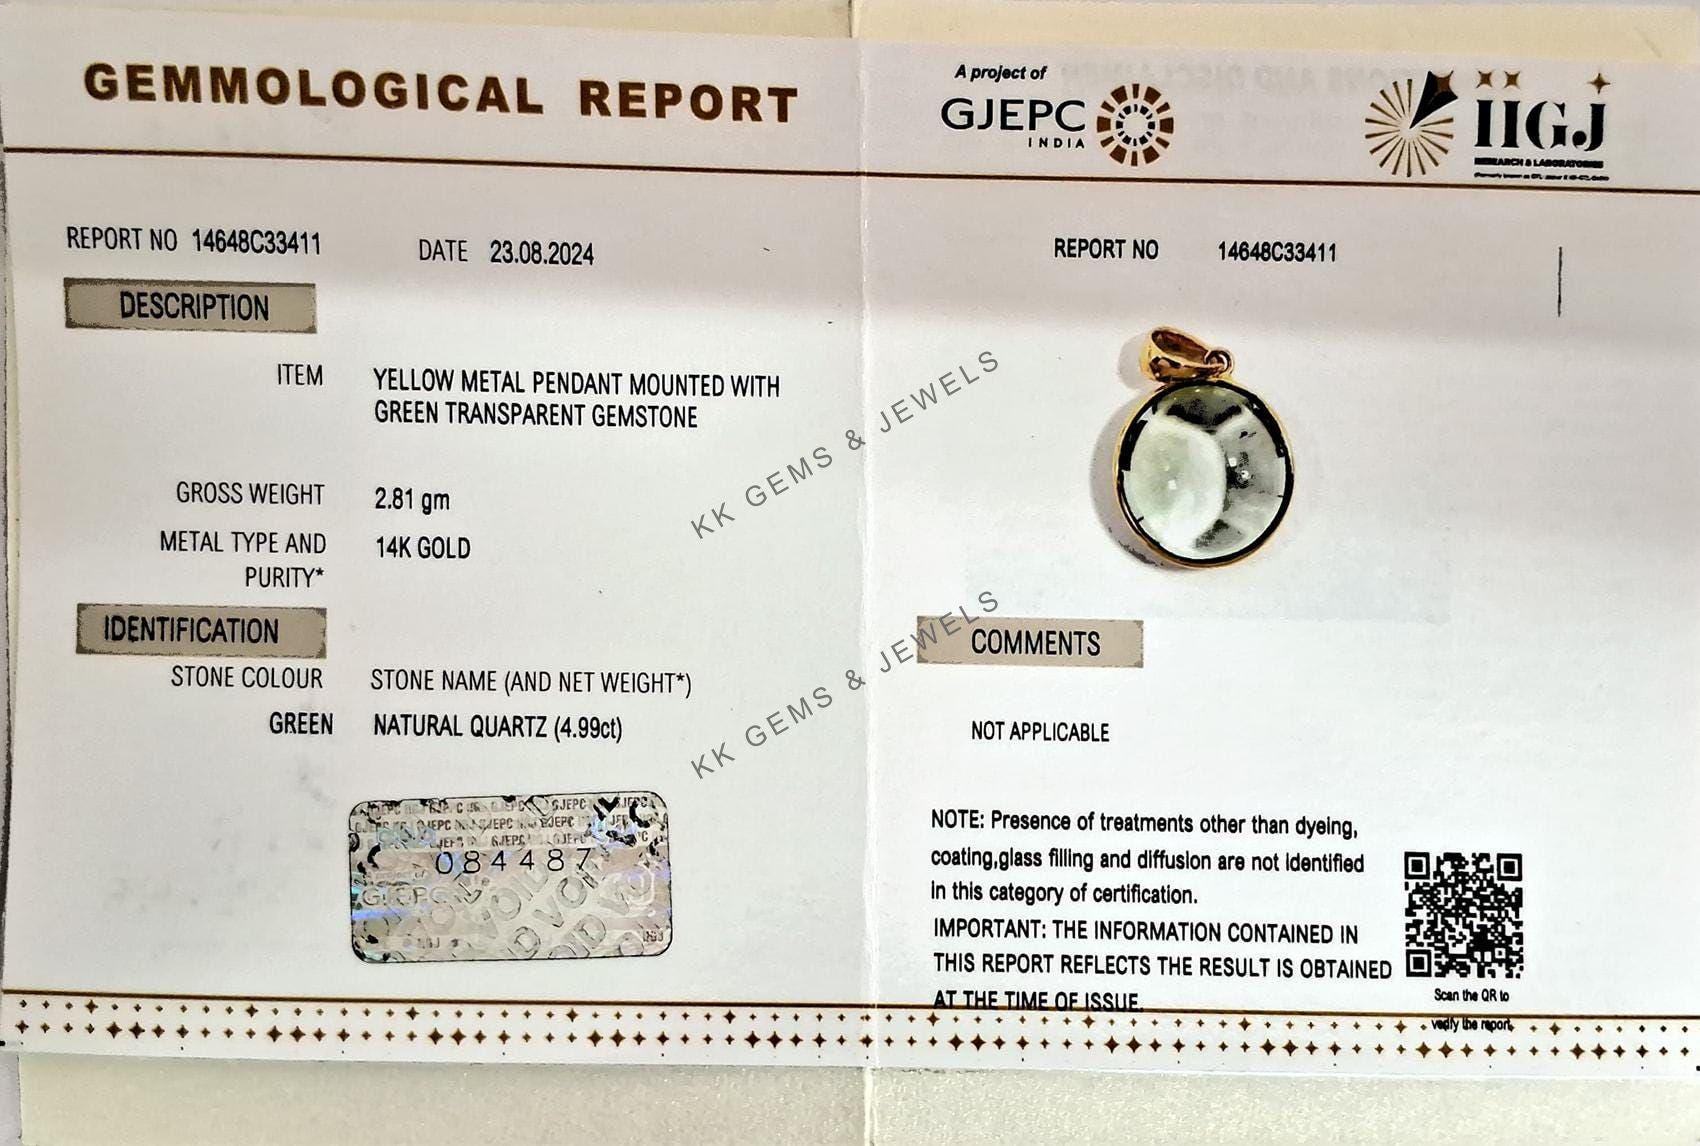 GEMMOLOGICAL REPORT
A project of
GJEPC
INDIA
IIGJ
RESEARCH & LABORATORIES
REPORT NO 14648C33411
DATE 23.08.2024
DESCRIPTION
ITEM YELLOW METAL PENDANT MOUNTED WITH
GREEN TRANSPARENT GEMSTONE
GROSS WEIGHT 2.81 gm
METAL TYPE AND 14K GOLD
PURITY*
IDENTIFICATION
STONE COLOUR STONE NAME (AND NET WEIGHT*)
GREEN NATURAL QUARTZ (4.99ct)
084487
GJEPC
VOID VOID
REPORT NO 14648C33411
KK GEMS & JEWELS
KK GEMS & JEWELS
COMMENTS
NOT APPLICABLE
NOTE: Presence of treatments other than dyeing,
coating,glass filling and diffusion are not identified
in this category of certification.
IMPORTANT: THE INFORMATION CONTAINED IN
THIS REPORT REFLECTS THE RESULT IS OBTAINED
AT THE TIME OF ISSUE.
Scan the QR to
verify the report.